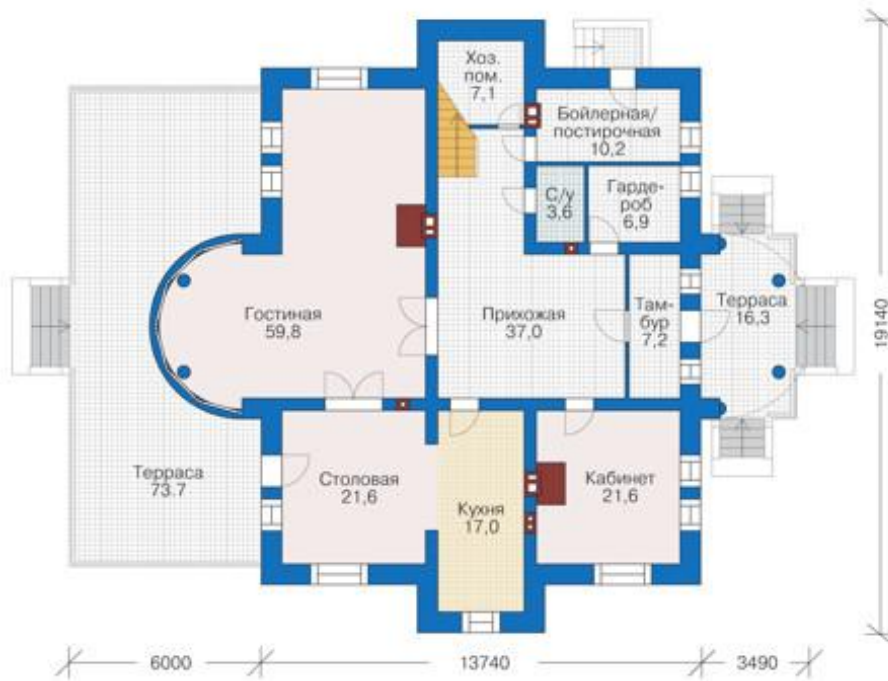 Хоз.
пом.
7,1
Бойлерная/
постирочная
10,2
С/у
3,6
Гарде-
роб
6,9
Гостиная
59,8
Прихожая
37,0
Там-
бур
7,2
Терраса
16,3
19140
Терраса
73.7
Столовая
21,6
Кухня
17,0
Кабинет
21,6
6000
13740
3490